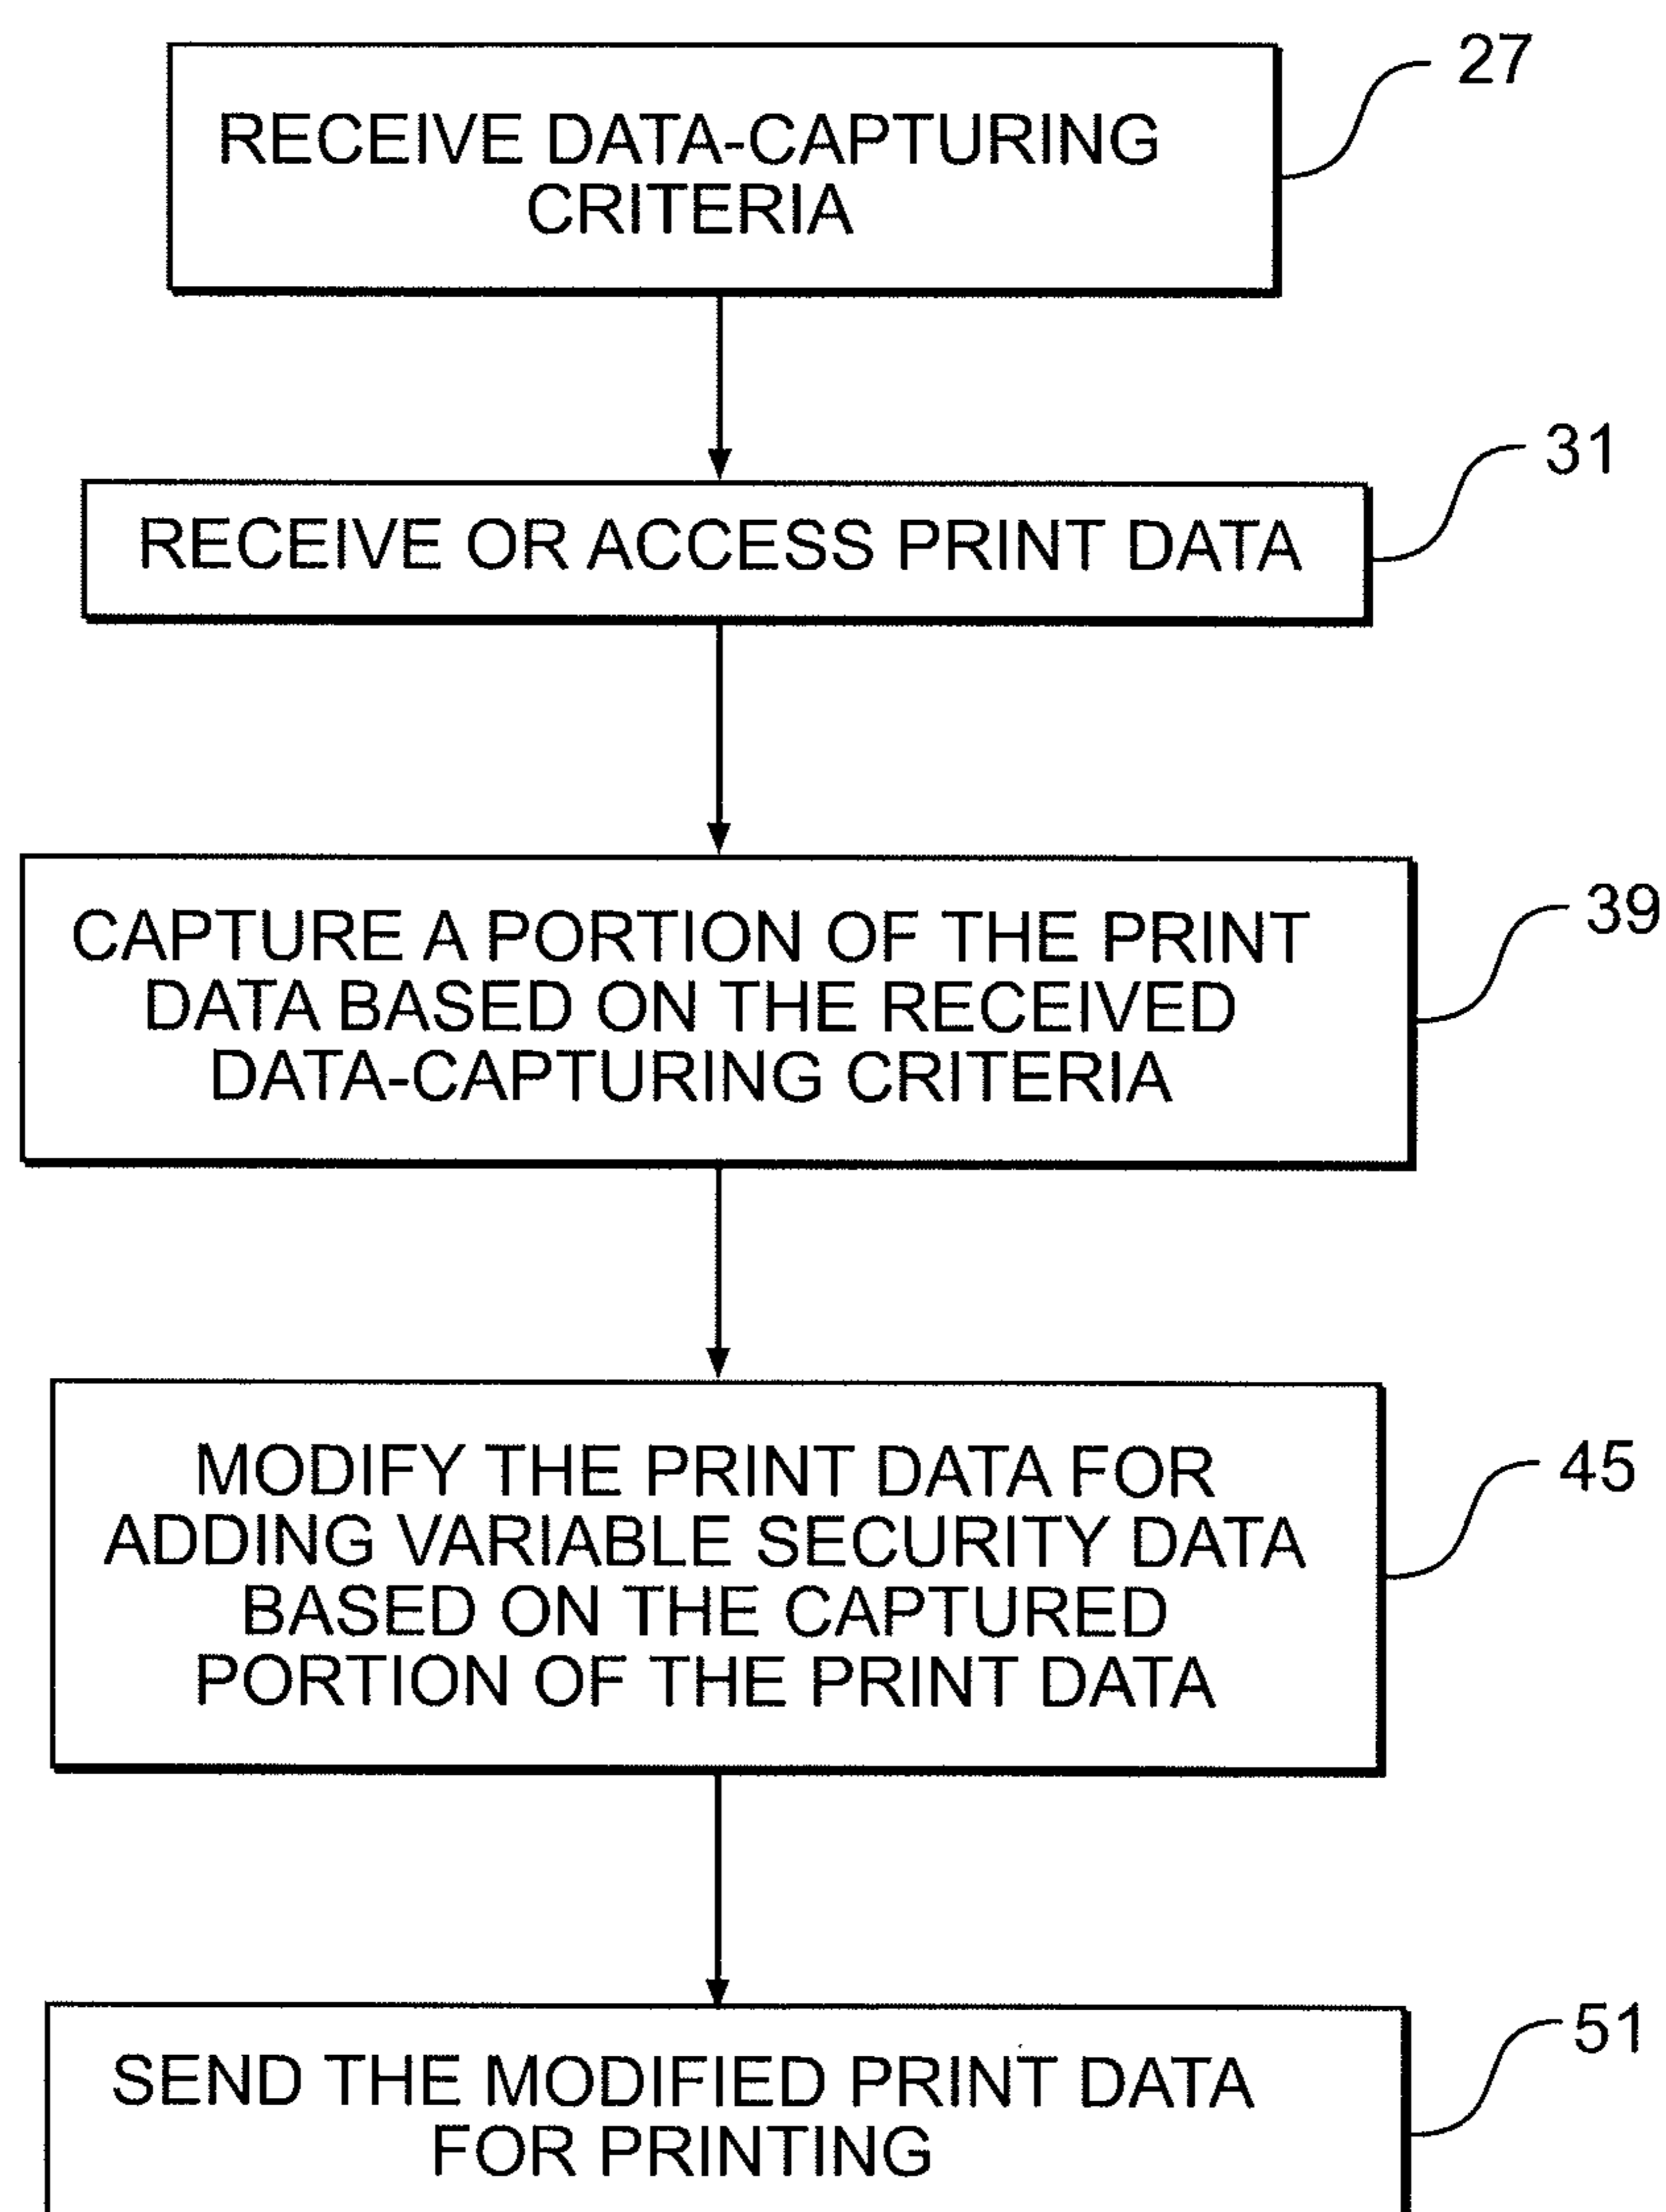 27
RECEIVE DATA-CAPTURING
CRITERIA
31
RECEIVE OR ACCESS PRINT DATA
39
CAPTURE A PORTION OF THE PRINT
DATA BASED ON THE RECEIVED
DATA-CAPTURING CRITERIA
45
MODIFY THE PRINT DATA FOR
ADDING VARIABLE SECURITY DATA
BASED ON THE CAPTURED
PORTION OF THE PRINT DATA
51
SEND THE MODIFIED PRINT DATA
FOR PRINTING